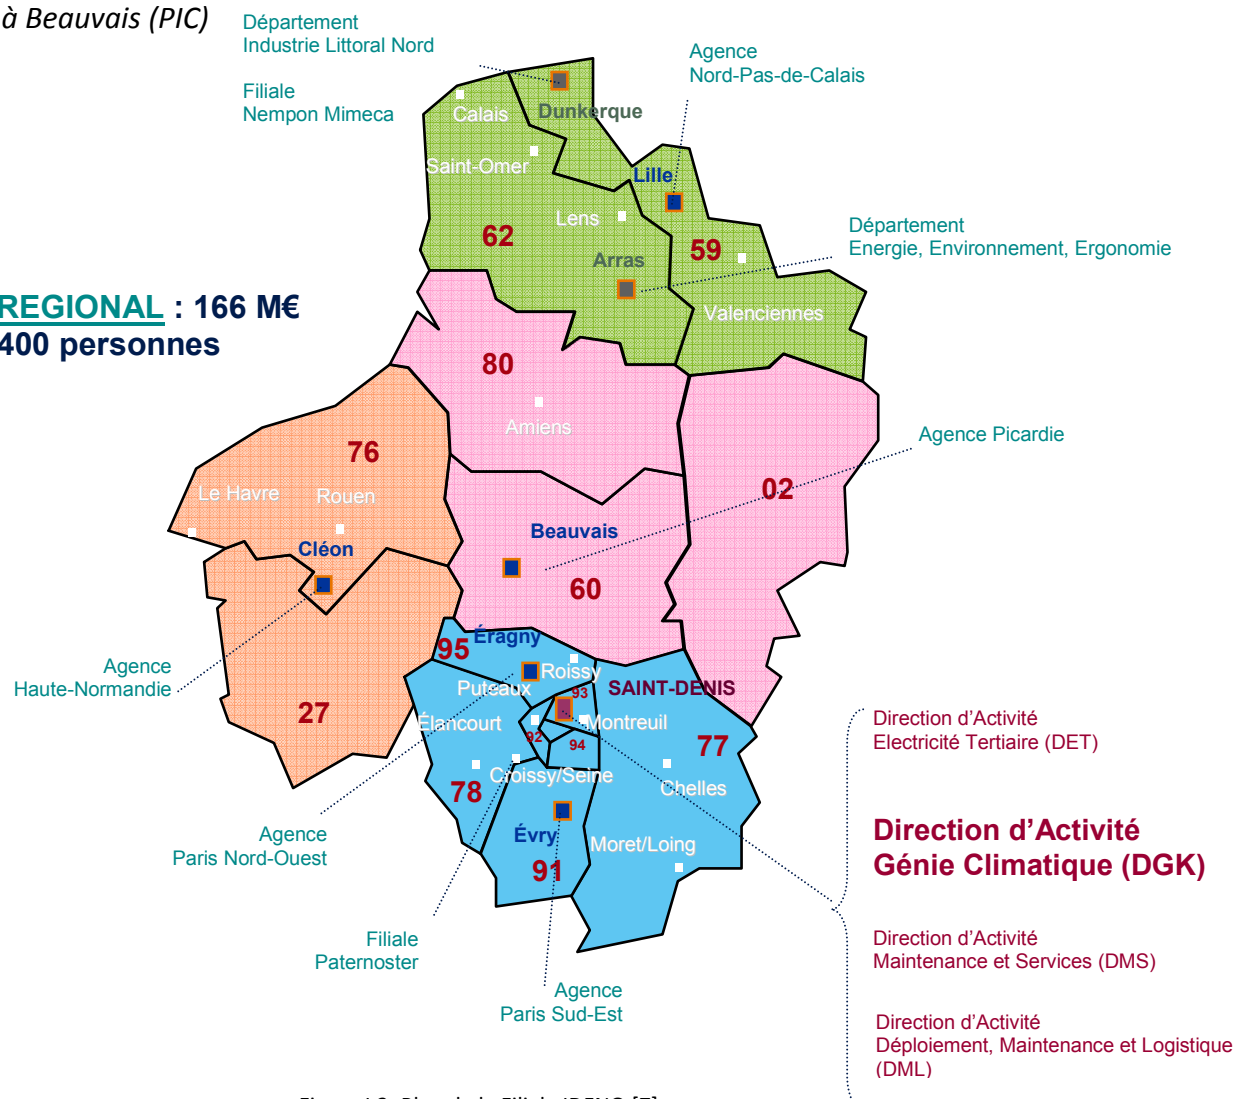 à Beauvais (PIC)
Département
Industrie Littoral Nord
Filiale
Nempon Mimeca
Agence
Nord-Pas-de-Calais
Calais
Dunkerque
Saint-Omer
Lille
Lens
62
59
Arras
Département
Energie, Environnement, Ergonomie
Valenciennes
REGIONAL : 166 M€
400 personnes
80
Amiens
Agence Picardie
76
Le Havre
Rouen
02
Cléon
Beauvais
60
95
Éragny
Roissy
Puteaux
93
SAINT-DENIS
Agence
Haute-Normandie
27
Élancourt
Montreuil
92
94
77
Croissy/Seine
78
Chelles
Évry
Moret/Loing
91
Agence
Paris Nord-Ouest
Filiale
Paternoster
Agence
Paris Sud-Est
Direction d’Activité
Electricité Tertiaire (DET)
Direction d’Activité
Génie Climatique (DGK)
Direction d’Activité
Maintenance et Services (DMS)
Direction d’Activité
Déploiement, Maintenance et Logistique
(DML)